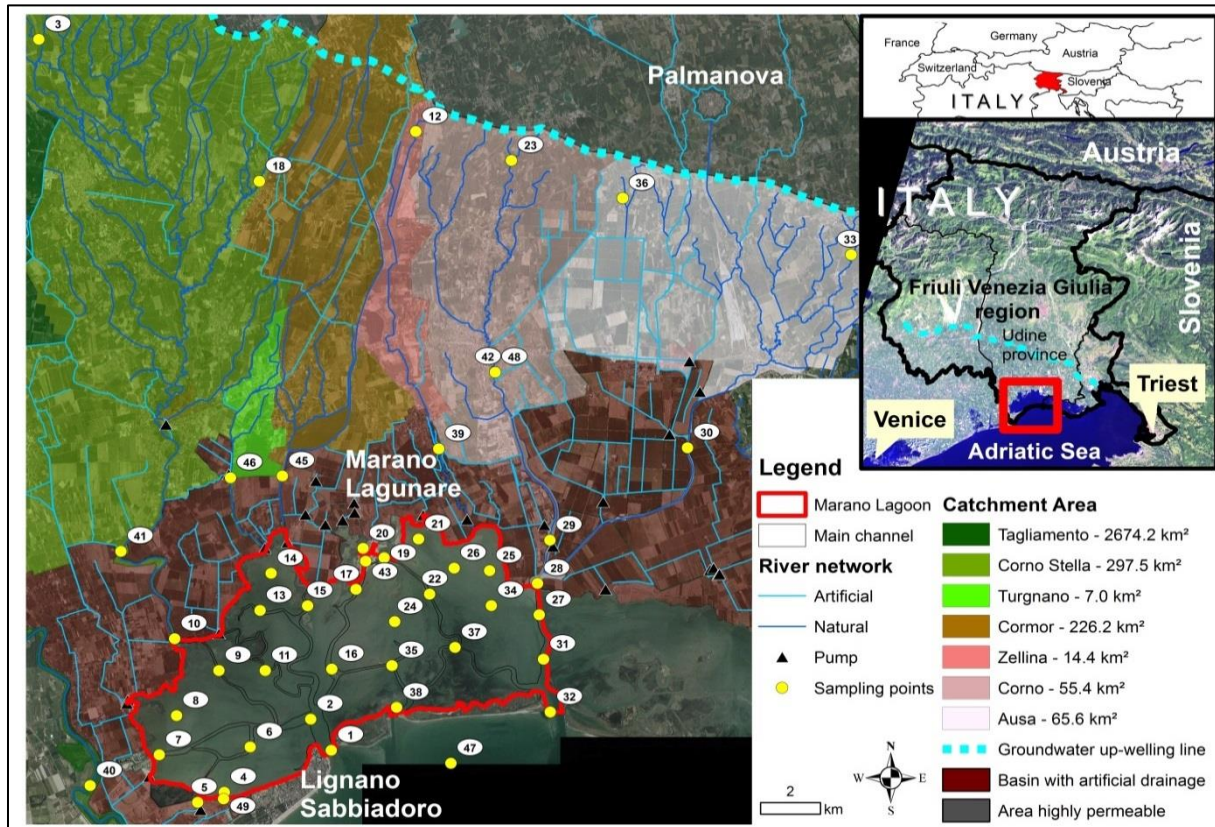 3
12
18
23
36
33
Palmanova
42 48
39
30
46
45
41
29
Marano
Lagunare
21
20
19
26
25
14
43
28
17
22
13
15
34
27
24
10
37
9
11
16
35
31
8
2
38
32
7
6
1
47
40
5
4
49
Lignano
Sabbiadoro
France
Germany
Austria
Switzerland
Slovenia
ITALY
Austria
ITALY
Slovenia
Friuli Venezia Giulia
region
Udine
province
Triest
Venice
Adriatic Sea
Legend
Marano Lagoon
Main channel
River network
Artificial
Natural
Pump
Sampling points
Catchment Area
Tagliamento - 2674.2 km²
Corno Stella - 297.5 km²
Turgnano - 7.0 km²
Cormor - 226.2 km²
Zellina - 14.4 km²
Corno - 55.4 km²
Ausa - 65.6 km²
Groundwater up-welling line
Basin with artificial drainage
Area highly permeable
N
W E
S
2
km